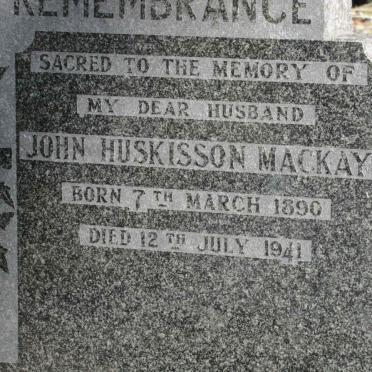 REMEMBRANCE
SACRED TO THE MEMORY OF
MY DEAR HUSBAND
JOHN HUSKISSON MACKAY
BORN 7TH MARCH 1890
DIED 12TH JULY 1941